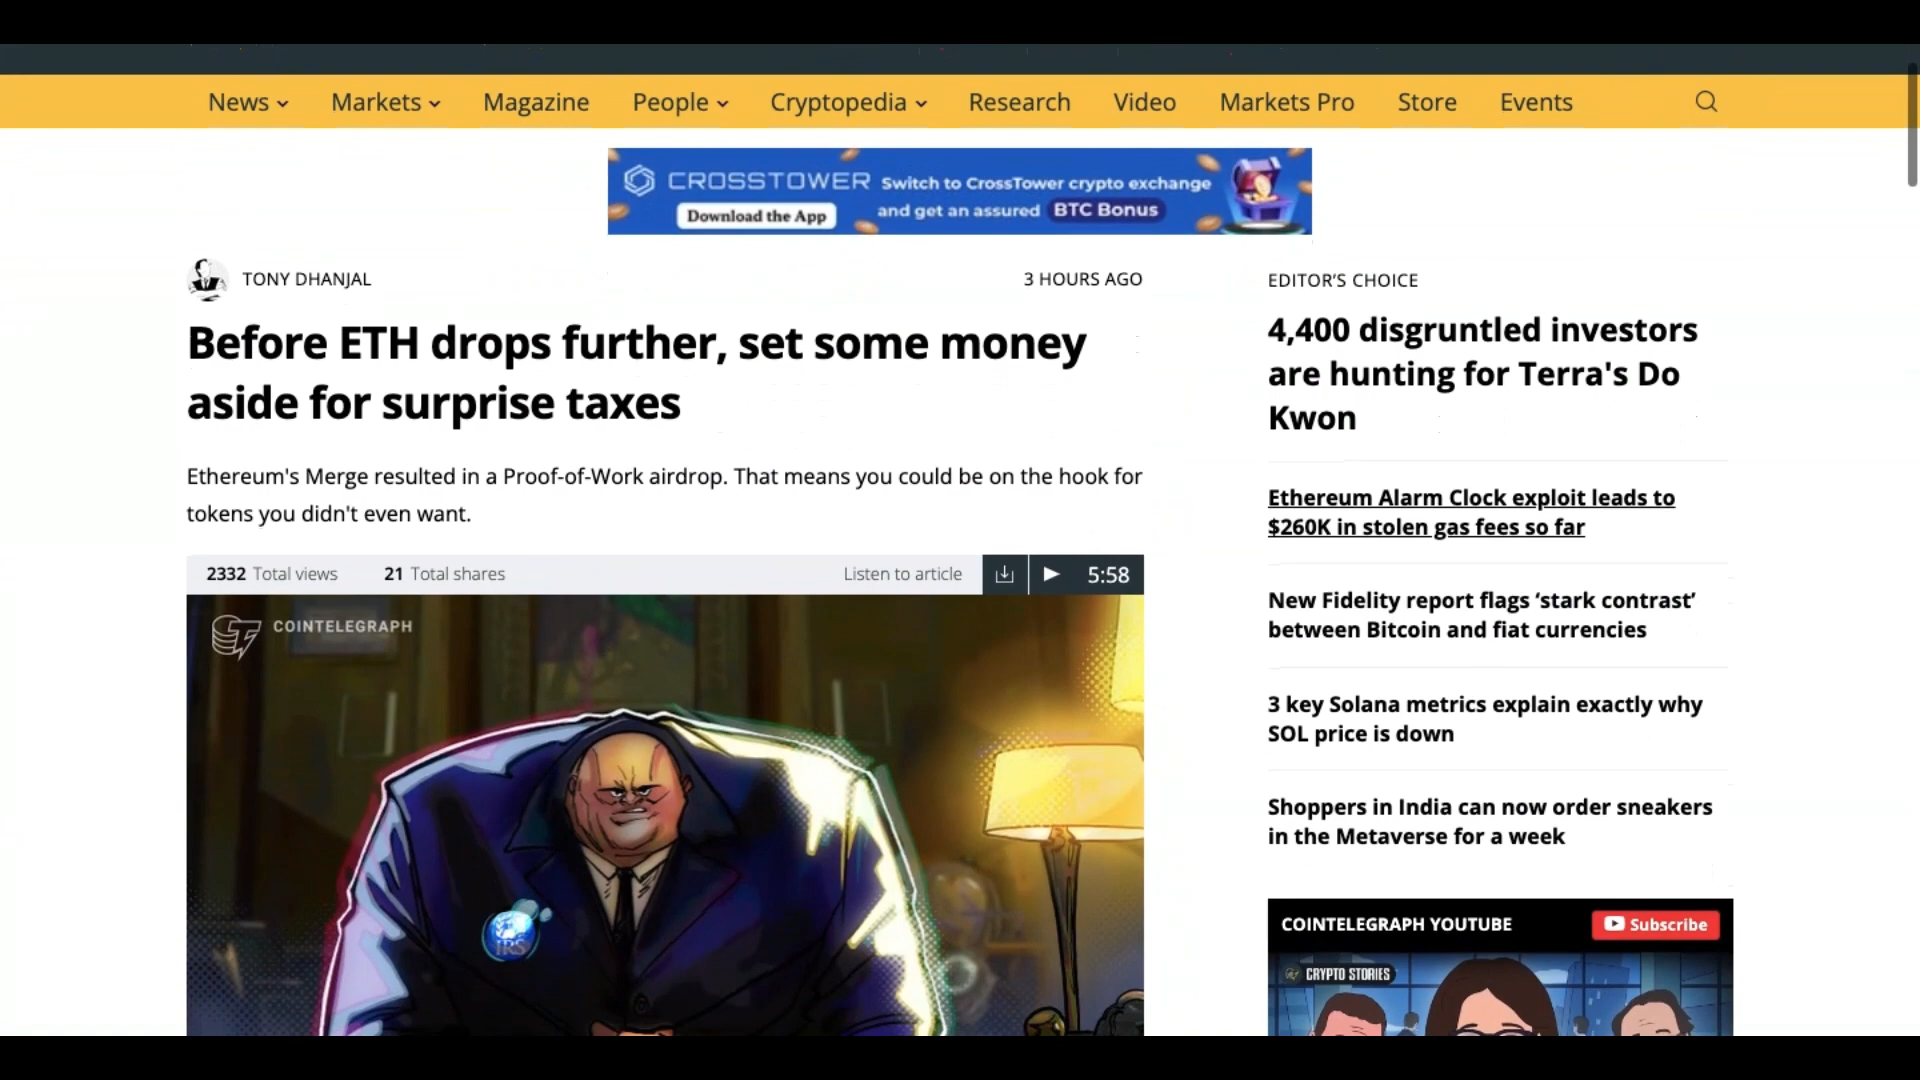 News Markets Magazine People Cryptopedia Research Video Markets Pro Store Events
CROSSTOWER
Download the App
Switch to CrossTower crypto exchange
and get an assured BTC Bonus
TONY DHANJAL
3 HOURS AGO
Before ETH drops further, set some money
aside for surprise taxes
Ethereum's Merge resulted in a Proof-of-Work airdrop. That means you could be on the hook for
tokens you didn't even want.
2332 Total views 21 Total shares
Listen to article
5:58
COINTELEGRAPH
IRS
EDITOR'S CHOICE
4,400 disgruntled investors
are hunting for Terra's Do
Kwon
Ethereum Alarm Clock exploit leads to
$260K in stolen gas fees so far
New Fidelity report flags ‘stark contrast’
between Bitcoin and fiat currencies
3 key Solana metrics explain exactly why
SOL price is down
Shoppers in India can now order sneakers
in the Metaverse for a week
COINTELEGRAPH YOUTUBE
Subscribe
CRYPTO STORIES